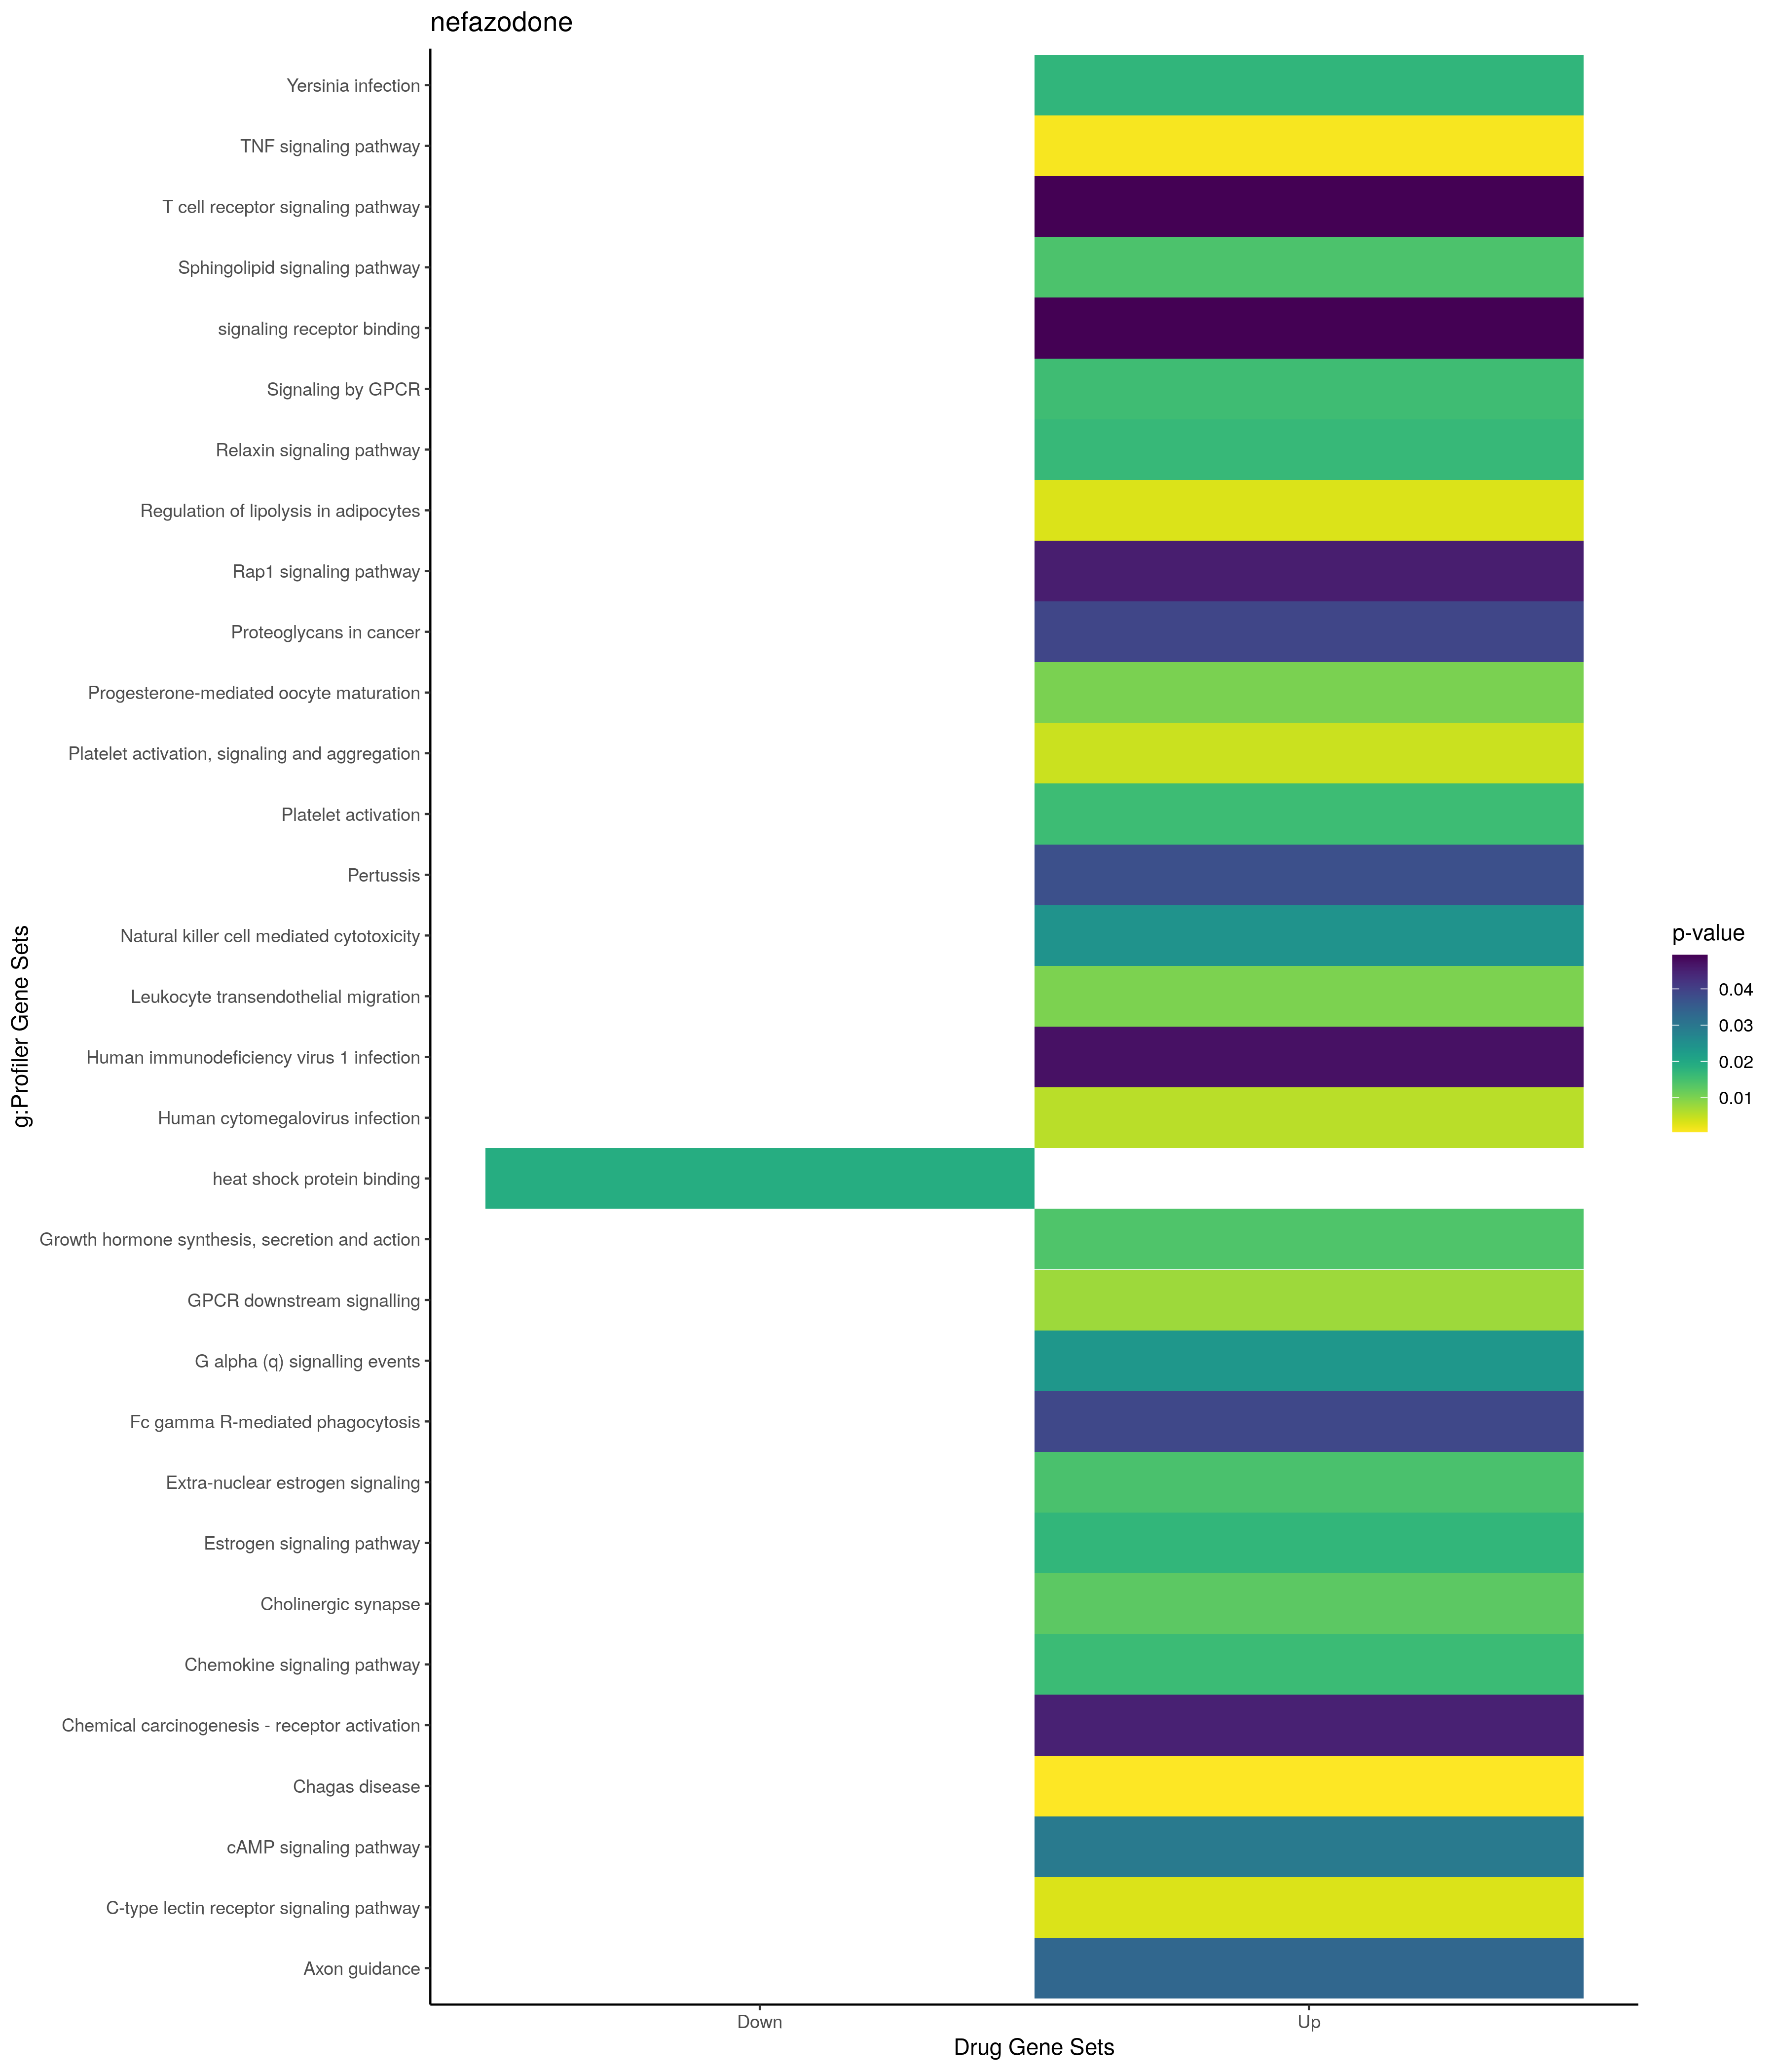 nefazodone
Yersinia infection
TNF signaling pathway
T cell receptor signaling pathway
Sphingolipid signaling pathway
signaling receptor binding
Signaling by GPCR
Relaxin signaling pathway
Regulation of lipolysis in adipocytes
Rap1 signaling pathway
Proteoglycans in cancer
Progesterone-mediated oocyte maturation
Platelet activation, signaling and aggregation
Platelet activation
Pertussis
Natural killer cell mediated cytotoxicity
Leukocyte transendothelial migration
Human immunodeficiency virus 1 infection
Human cytomegalovirus infection
heat shock protein binding
Growth hormone synthesis, secretion and action
GPCR downstream signalling
G alpha (q) signalling events
Fc gamma R-mediated phagocytosis
Extra-nuclear estrogen signaling
Estrogen signaling pathway
Cholinergic synapse
Chemokine signaling pathway
Chemical carcinogenesis - receptor activation
Chagas disease
cAMP signaling pathway
C-type lectin receptor signaling pathway
Axon guidance
g:Profiler Gene Sets
Down
Up
Drug Gene Sets
p-value
0.04
0.03
0.02
0.01